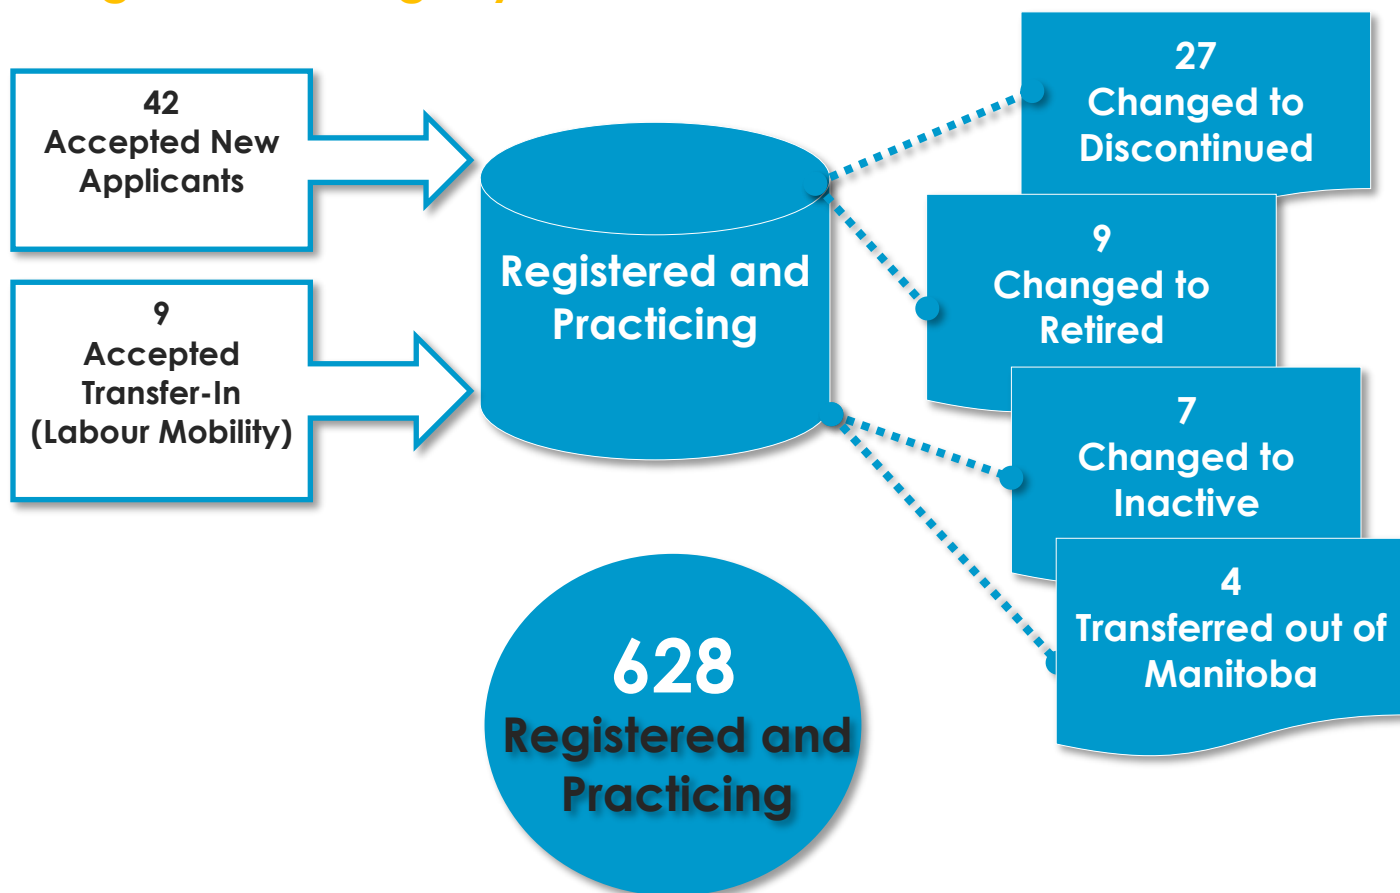 42
Accepted New
Applicants
9
Accepted
Transfer-In
(Labour Mobility)
Registered and
Practicing
27
Changed to
Discontinued
9
Changed to
Retired
7
Changed to
Inactive
4
Transferred out of
Manitoba
628
Registered and
Practicing